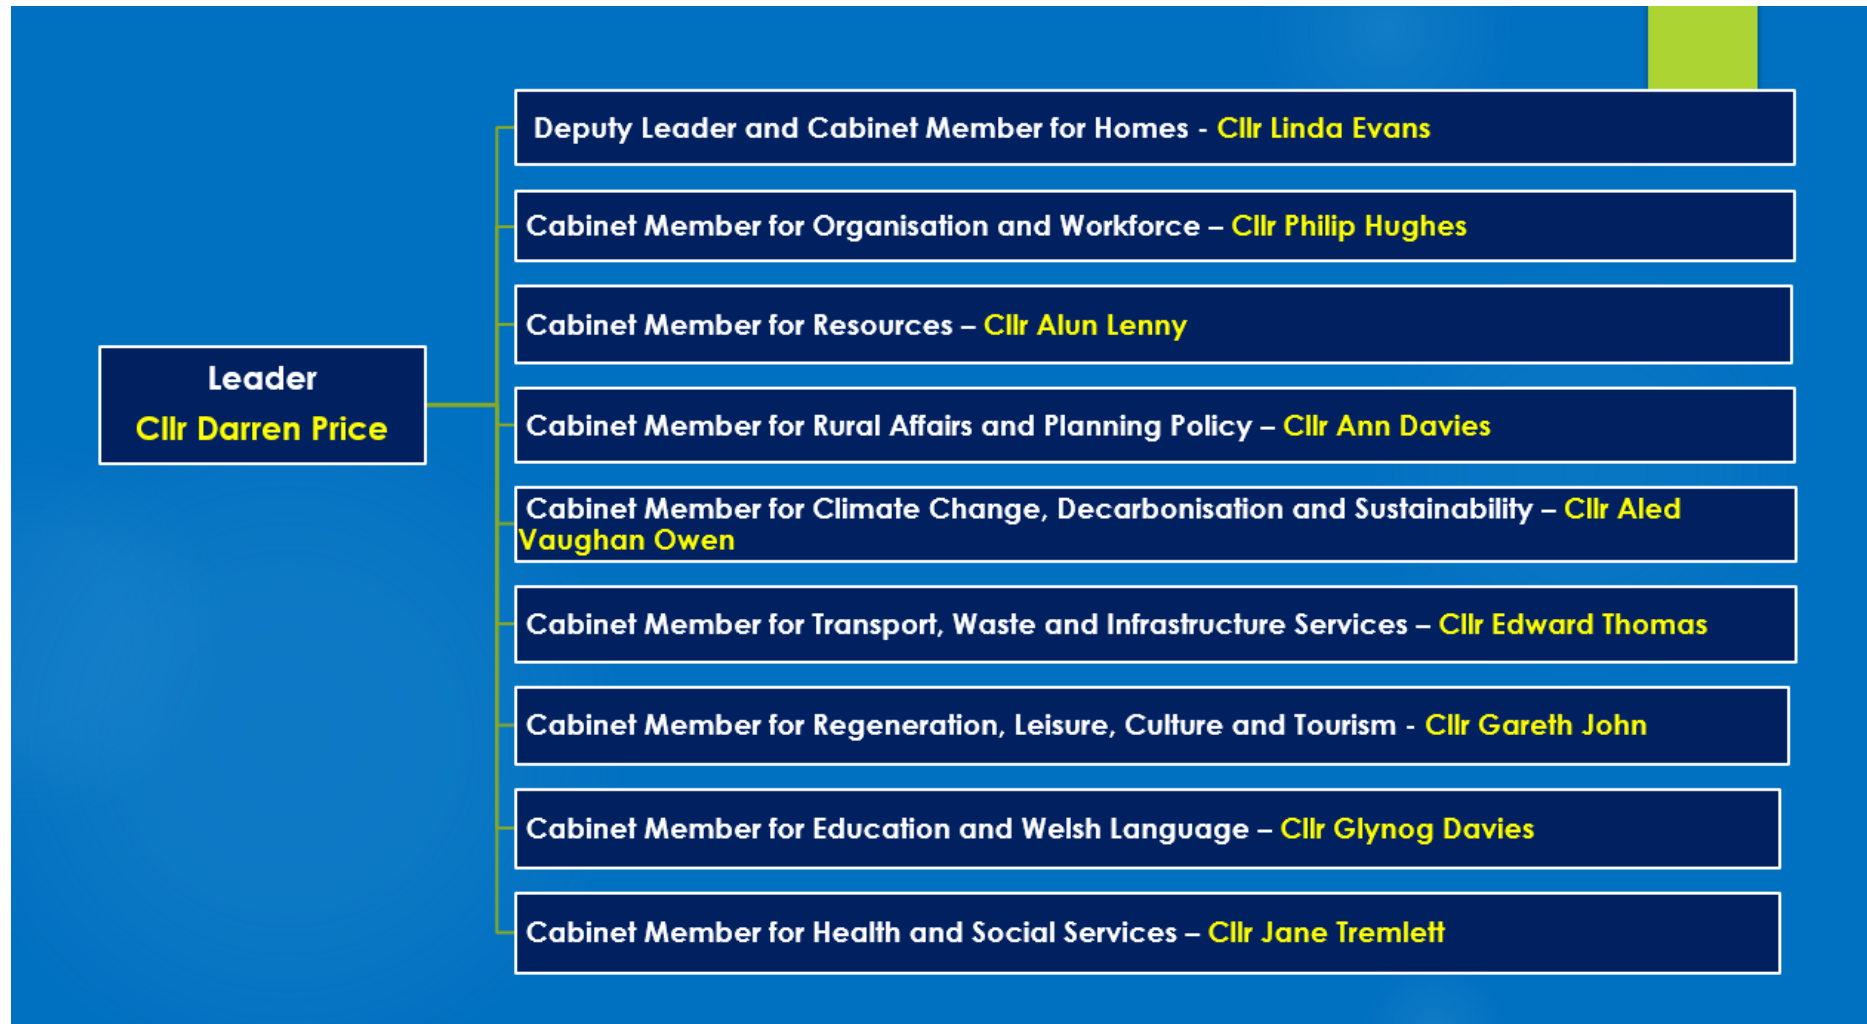 Leader
Cllr Darren Price
Deputy Leader and Cabinet Member for Homes - Cllr Linda Evans
Cabinet Member for Organisation and Workforce – Cllr Philip Hughes
Cabinet Member for Resources – Cllr Alun Lenny
Cabinet Member for Rural Affairs and Planning Policy – Cllr Ann Davies
Cabinet Member for Climate Change, Decarbonisation and Sustainability – Cllr Aled
Vaughan Owen
Cabinet Member for Transport, Waste and Infrastructure Services – Cllr Edward Thomas
Cabinet Member for Regeneration, Leisure, Culture and Tourism - Cllr Gareth John
Cabinet Member for Education and Welsh Language – Cllr Glynog Davies
Cabinet Member for Health and Social Services – Cllr Jane Tremlett